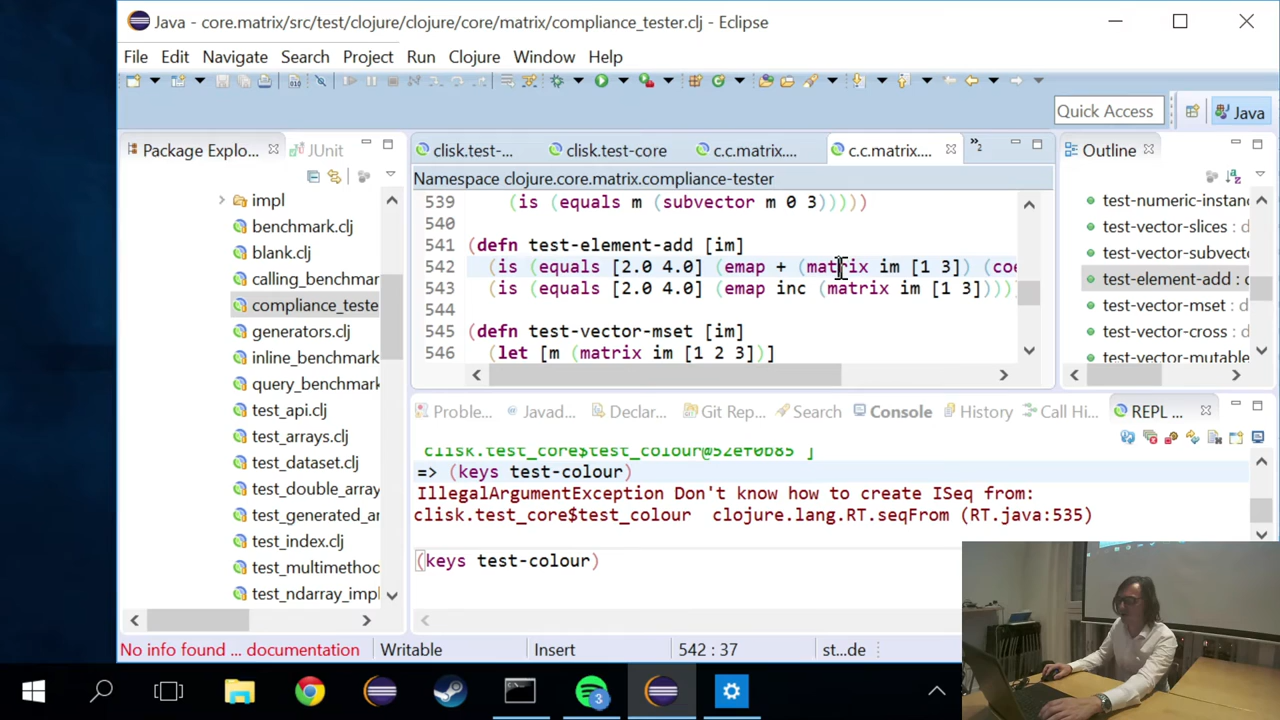 Java - core.matrix/src/test/clojure/clojure/core/matrix/compliance_tester.clj - Eclipse
File Edit Navigate Search Project Run Clojure Window Help
Quick Access
Java
Package Explo...
JUnit
impl
benchmark.clj
blank.clj
calling_benchmar
compliance_teste
generators.clj
inline_benchmark
query_benchmark
test_api.clj
test_arrays.clj
test_dataset.clj
test_double_array
test_generated_ar
test_index.clj
test_multimethoc
test_ndarray_impl
clisk.test-...
clisk.test-core
c.c.matrix....
c.c.matrix....
2
Namespace clojure.core.matrix.compliance-tester
539 (is (equals m (subvector m 0 3)))))
540
541 (defn test-element-add [im]
542 (is (equals [2.0 4.0] (emap + (matrix im [1 3]) (coe
543 (is (equals [2.0 4.0] (emap inc (matrix im [1 3]))))
544
545 (defn test-vector-mset [im]
546 (let [m (matrix im [1 2 3])]
Outline
test-numeric-instanc
test-vector-slices : d
test-vector-subvecto
test-element-add : c
test-vector-mset : d
test-vector-cross : d
test-vector-mutable
Proble...
Javad...
Declar...
Git Rep...
Search
Console
History
Call Hi...
REPL ...
clisk.test_core$test_colour@52ef0b85 ]
=> (keys test-colour)
IllegalArgumentException Don't know how to create ISeq from:
clisk.test_core$test_colour clojure.lang.RT.seqFrom (RT.java:535)
(keys test-colour)
No info found ... documentation
Writable
Insert
542 : 37
st...de
3